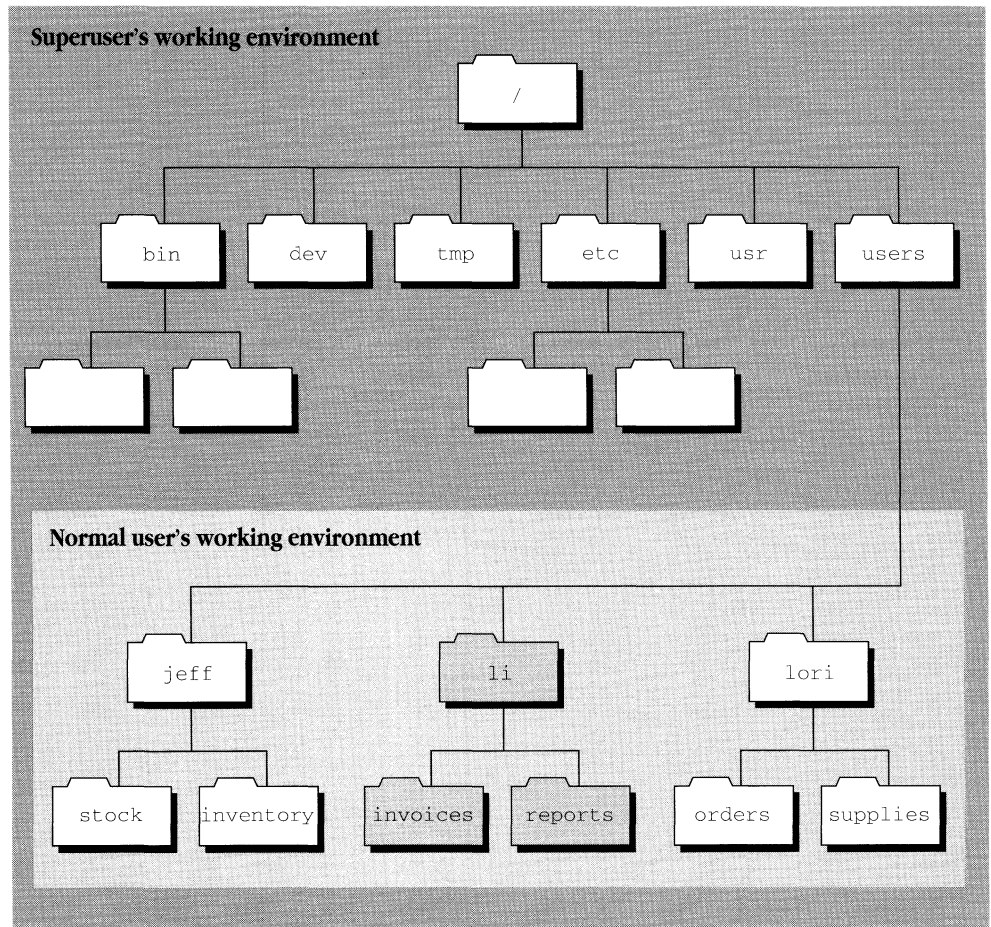 Superuser's working environment
/
bin dev tmp etc usr users
Normal user's working environment
jeff li lori
stock inventory invoices reports orders supplies